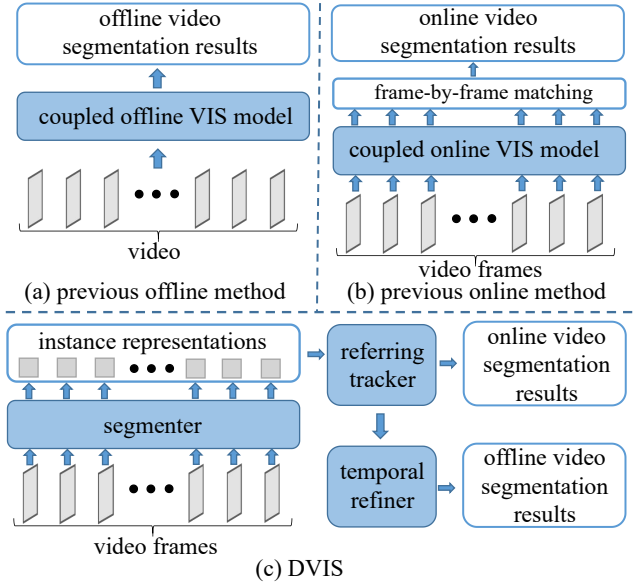 offline video
segmentation results
coupled offline VIS model
video
(a) previous offline method
online video
segmentation results
frame-by-frame matching
coupled online VIS model
video frames
(b) previous online method
instance representations
segmenter
video frames
referring
tracker
online video
segmentation
results
temporal
refiner
offline video
segmentation
results
(c) DVIS